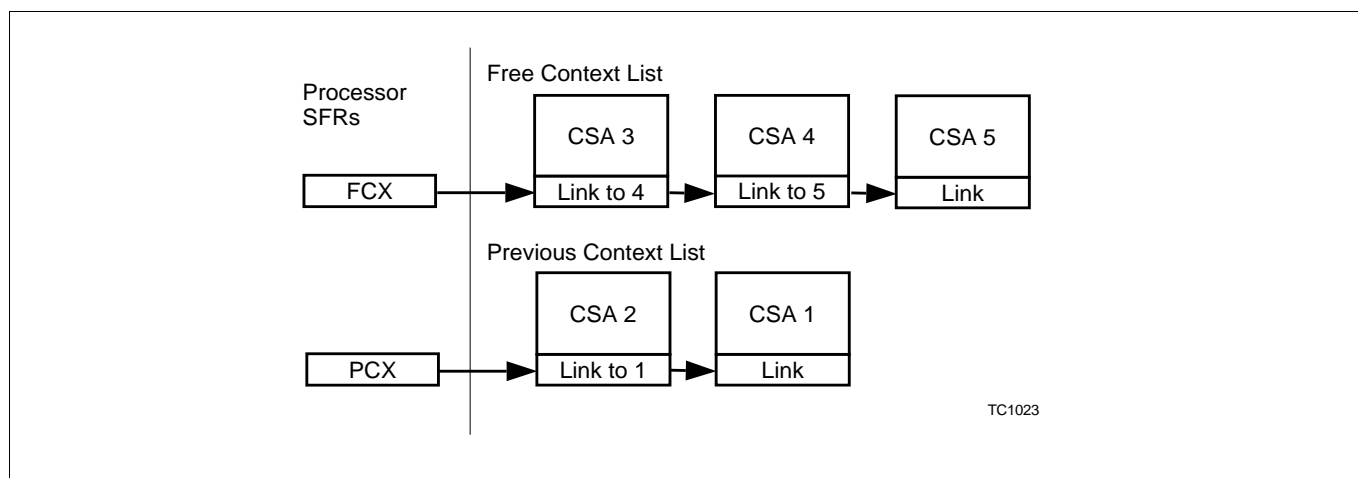 Processor
SFRs
Free Context List
CSA 3
CSA 4
CSA 5
FCX
Link to 4
Link to 5
Link
Previous Context List
CSA 2
CSA 1
PCX
Link to 1
Link
TC1023